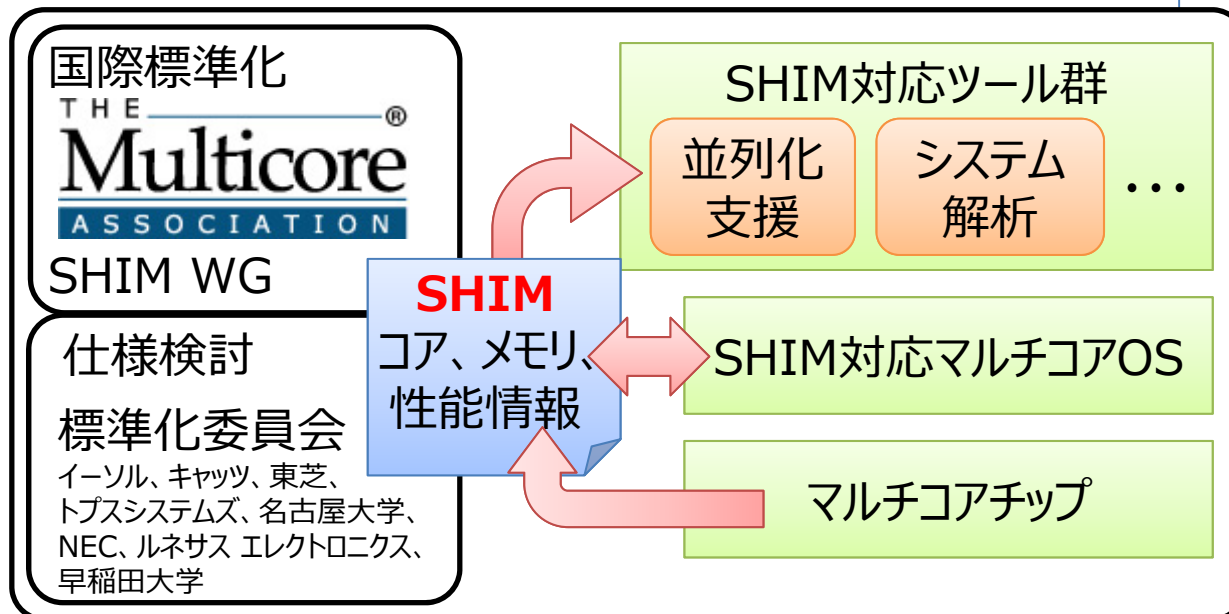 国際標準化
THE
Multicore®
ASSOCIATION
SHIM WG
仕様検討
標準化委員会
イーソル、キャッツ、東芝、
トプスシステムズ、名古屋大学、
NEC、ルネサス エレクトロニクス、
早稲田大学
SHIM
コア、メモリ、
性能情報
SHIM対応ツール群
並列化
支援
システム
解析
…
SHIM対応マルチコアOS
マルチコアチップ